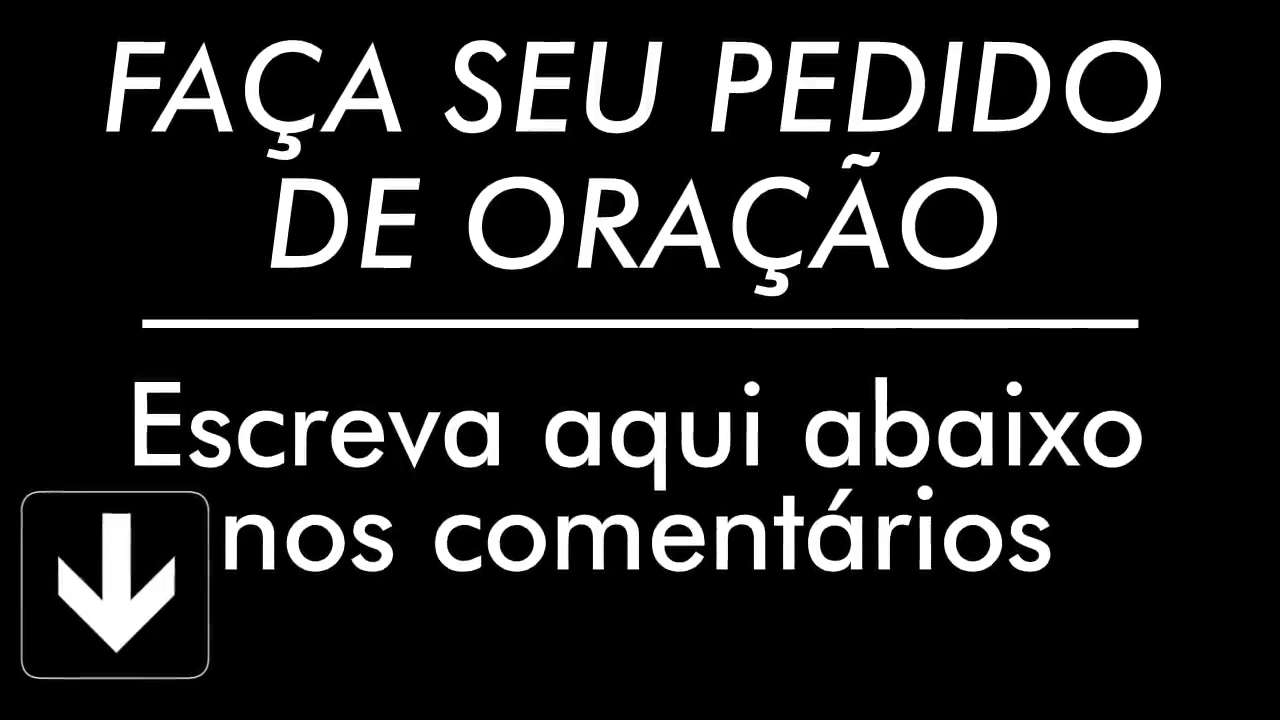 FAÇA SEU PEDIDO
DE ORAÇÃO
Escreva aqui abaixo
nos comentários